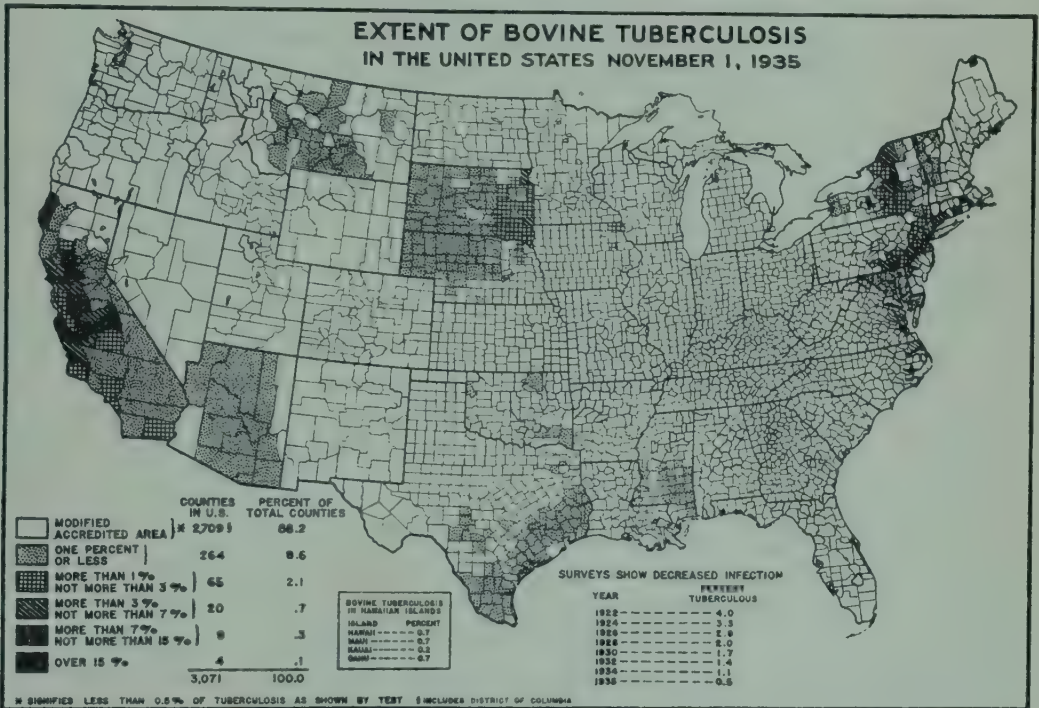 EXTENT OF BOVINE TUBERCULOSIS
IN THE UNITED STATES NOVEMBER 1, 1935
COUNTIES IN U.S. PERCENT OF TOTAL COUNTIES
MODIFIED ACCREDITED AREA } * 2,709 § 88.2
ONE PERCENT OR LESS } 264 8.6
MORE THAN 1% NOT MORE THAN 3% } 65 2.1
MORE THAN 3% NOT MORE THAN 7% } 20 .7
MORE THAN 7% NOT MORE THAN 15% } 9 .3
OVER 15% 4 .1
3,071 100.0
BOVINE TUBERCULOSIS
IN HAWAIIAN ISLANDS
ISLAND PERCENT
HAWAII ------ 0.7
MAUI ------ 0.7
KAUAI ------ 0.2
OAHU ------ 0.7
SURVEYS SHOW DECREASED INFECTION
YEAR PERCENT TUBERCULOUS
1922 ------ 4.0
1924 ------ 3.3
1926 ------
1928 ------ 2.0
1930 ------ 1.7
1932 ------ 1.4
1934 ------ 1.1
------ 0.5
* SIGNIFIES LESS THAN 0.5% OF TUBERCULOSIS AS SHOWN BY TEST § INCLUDES DISTRICT OF COLUMBIA